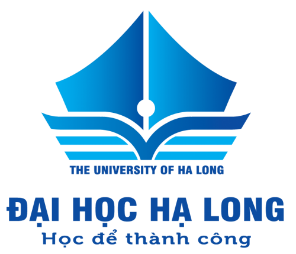 THE UNIVERSITY OF HA LONG
ĐẠI HỌC HẠ LONG
Học để thành công